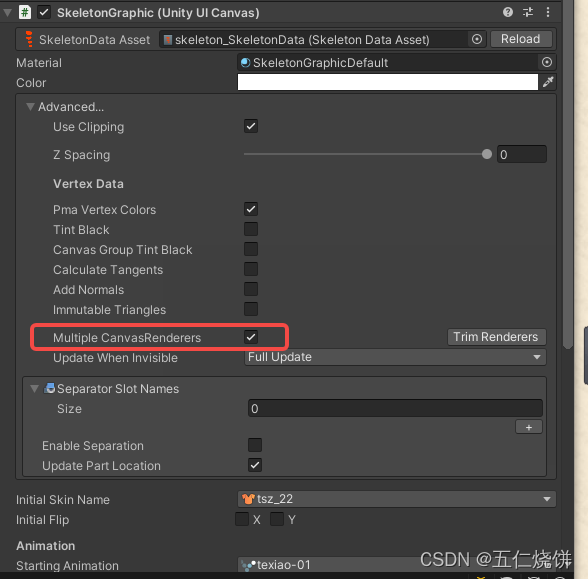 SkeletonGraphic (Unity UI Canvas)
SkeletonData Asset skeleton_SkeletonData (Skeleton Data Asset) Reload
Material SkeletonGraphicDefault
Color
Advanced...
Use Clipping
Z Spacing 0
Vertex Data
Pma Vertex Colors
Tint Black
Canvas Group Tint Black
Calculate Tangents
Add Normals
Immutable Triangles
Multiple CanvasRenderers Trim Renderers
Update When Invisible Full Update
Separator Slot Names
Size 0
+
Enable Separation
Update Part Location
Initial Skin Name tsz_22
Initial Flip X Y
Animation
Starting Animation texiao-01
CSDN @五仁烧饼